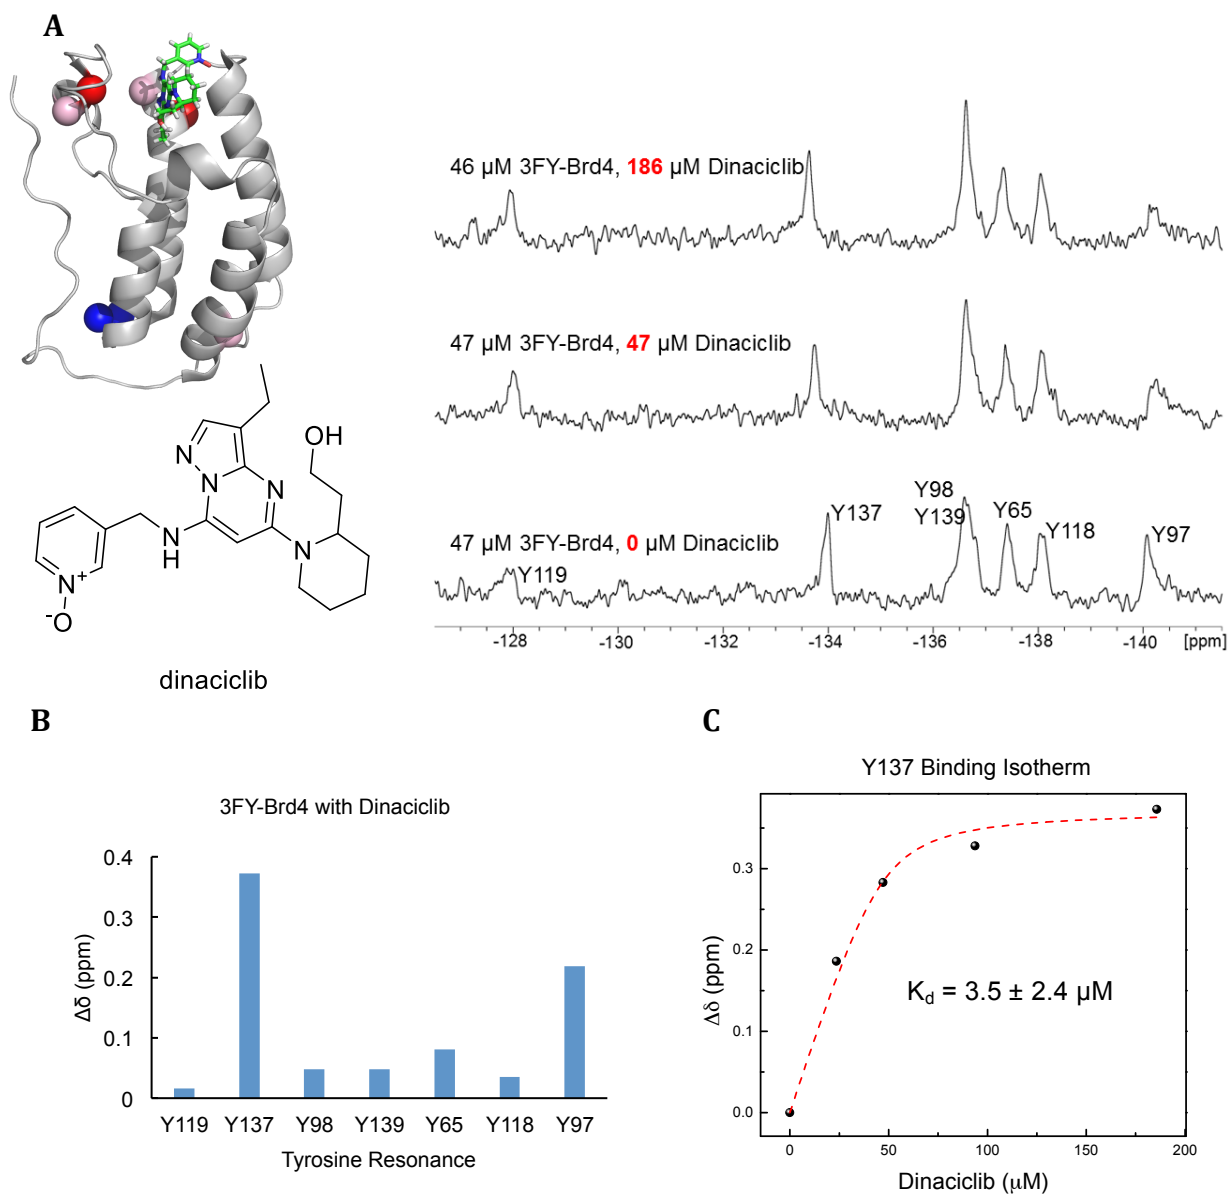 A
46 µM 3FY-Brd4, 186 µM Dinaciclib
47 µM 3FY-Brd4, 47 µM Dinaciclib
47 µM 3FY-Brd4, 0 µM Dinaciclib
Y119
Y137
Y98
Y139
Y65
Y118
Y97
-128 -130 -132 -134 -136 -138 -140 [ppm]
N
N
N
N
NH
OH
N+
-O
dinaciclib
B
3FY-Brd4 with Dinaciclib
Δδ (ppm)
0.4
0.3
0.2
0.1
0
Y119 Y137 Y98 Y139 Y65 Y118 Y97
Tyrosine Resonance
C
Y137 Binding Isotherm
Δδ (ppm)
0.3
0.2
0.1
0.0
Kd = 3.5 ± 2.4 µM
0 50 100 150 200
Dinaciclib (µM)